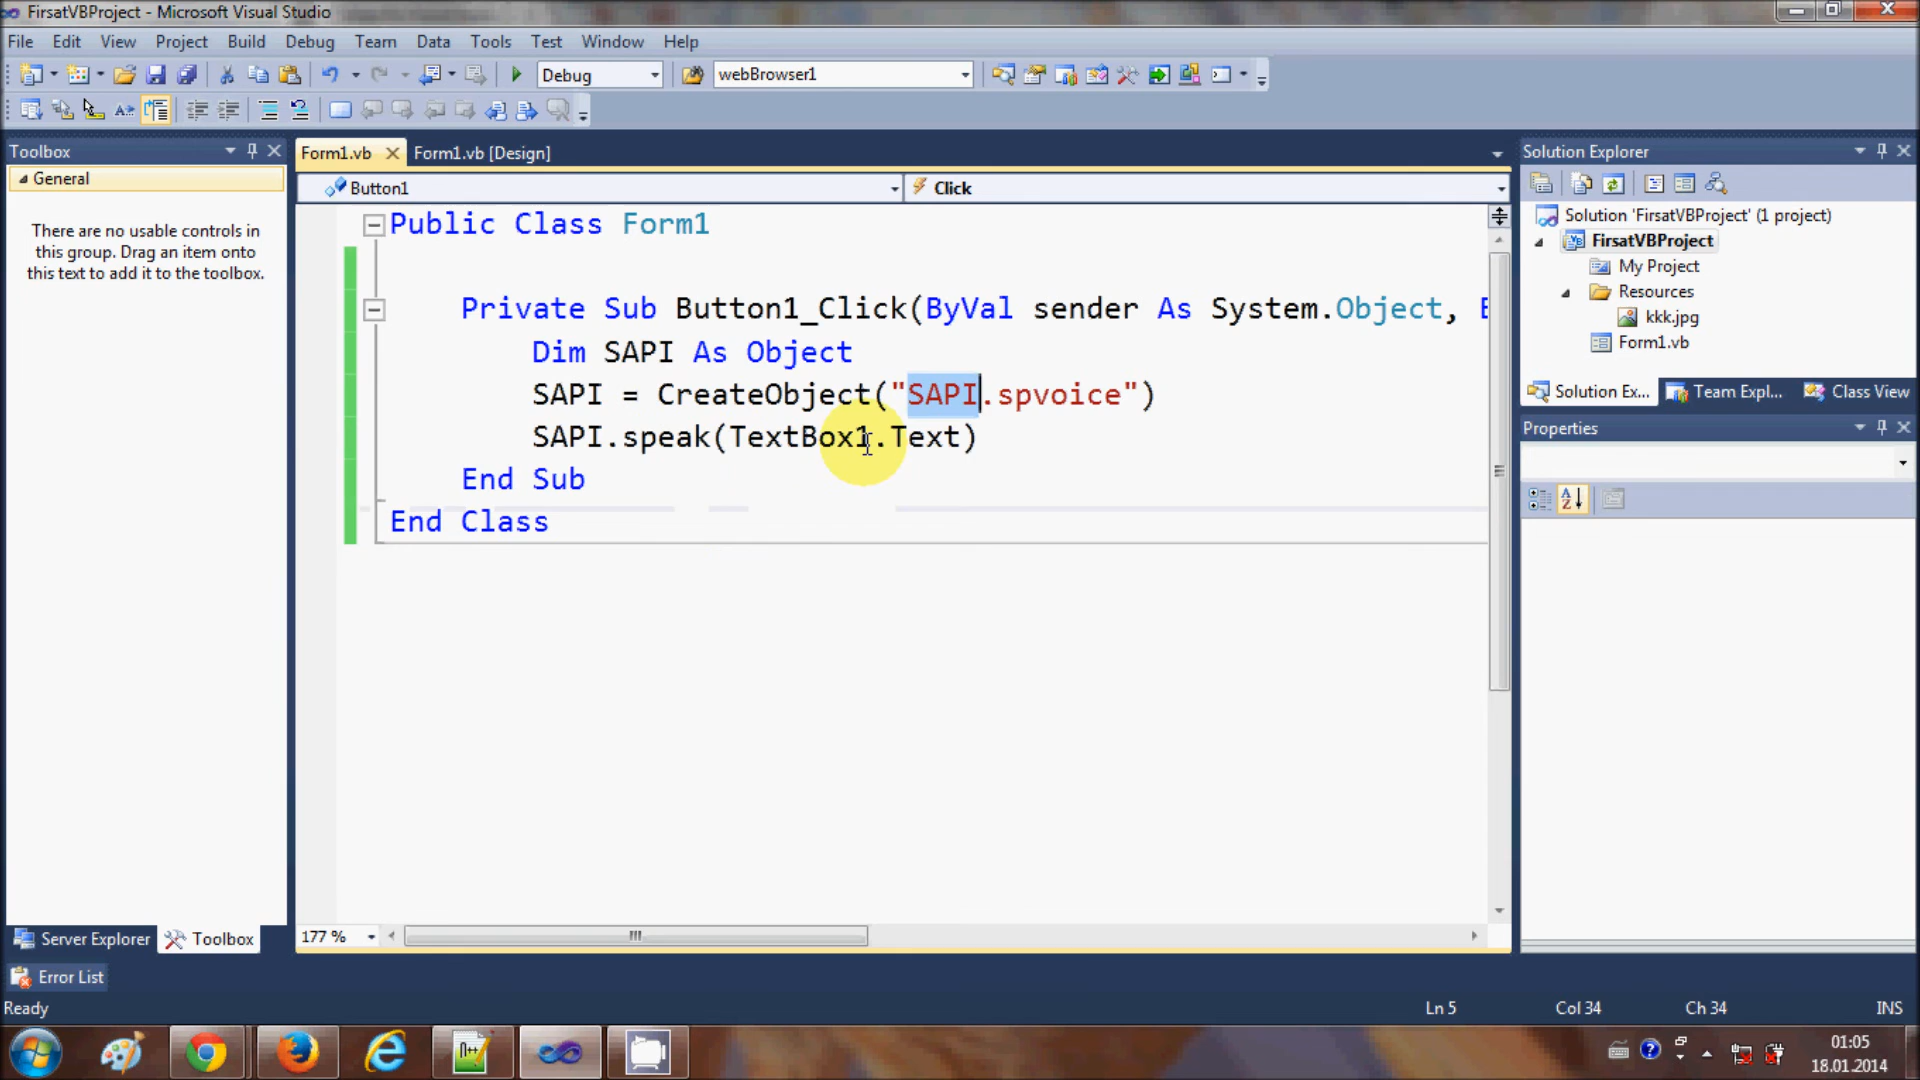 FirsatVBProject - Microsoft Visual Studio
File Edit View Project Build Debug Team Data Tools Test Window Help
Debug webBrowser1
Toolbox
General
There are no usable controls in
this group. Drag an item onto
this text to add it to the toolbox.
Server Explorer Toolbox
Form1.vb Form1.vb [Design]
Button1 Click
Public Class Form1
Private Sub Button1_Click(ByVal sender As System.Object,
Dim SAPI As Object
SAPI = CreateObject("SAPI.spvoice")
SAPI.speak(TextBox1.Text)
End Sub
End Class
177 %
Solution Explorer
Solution 'FirsatVBProject' (1 project)
FirsatVBProject
My Project
Resources
kkk.jpg
Form1.vb
Solution Ex... Team Expl... Class View
Properties
Error List
Ready Ln 5 Col 34 Ch 34 INS
01:05
18.01.2014